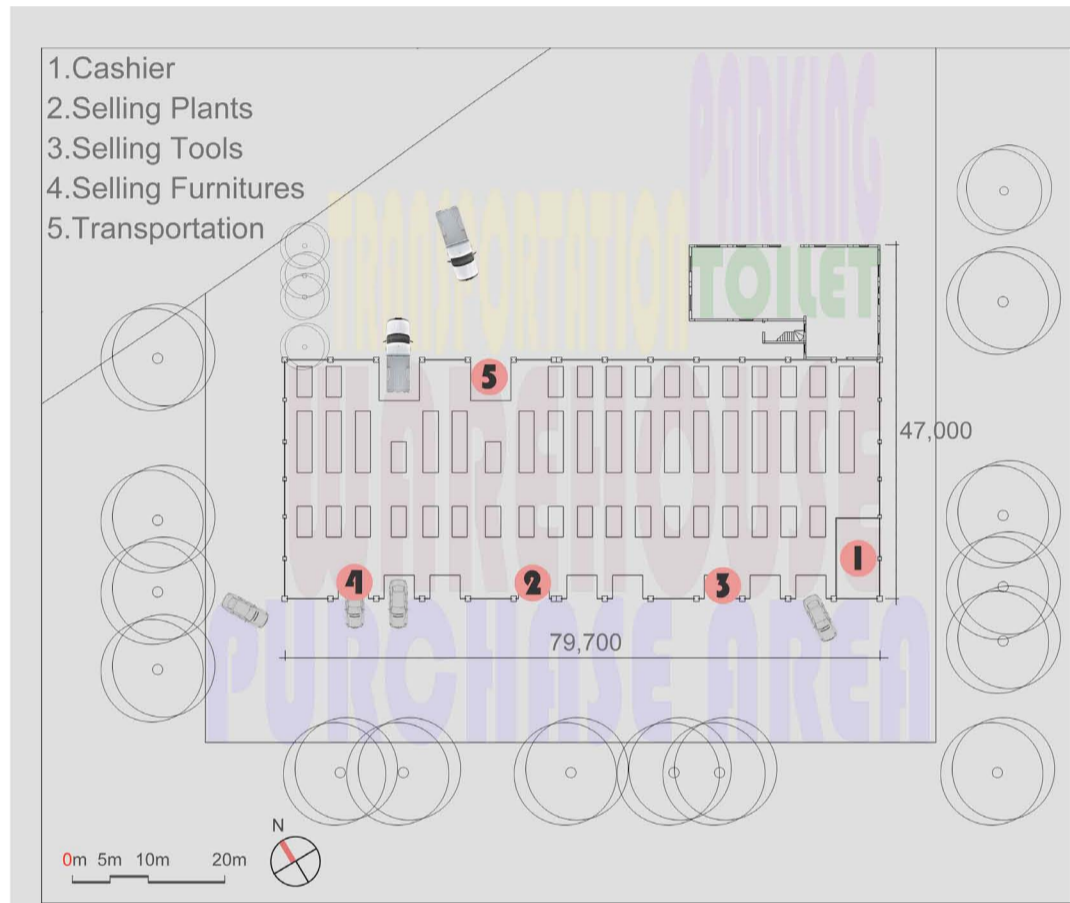 1.Cashier
2.Selling Plants
3.Selling Tools
4.Selling Furnitures
5.Transportation
PARKING
TRANSPORTATION
TOILET
5
WAREHOUSE
47,000
1
4
2
3
PURCHASE AREA
79,700
N
0m 5m 10m 20m